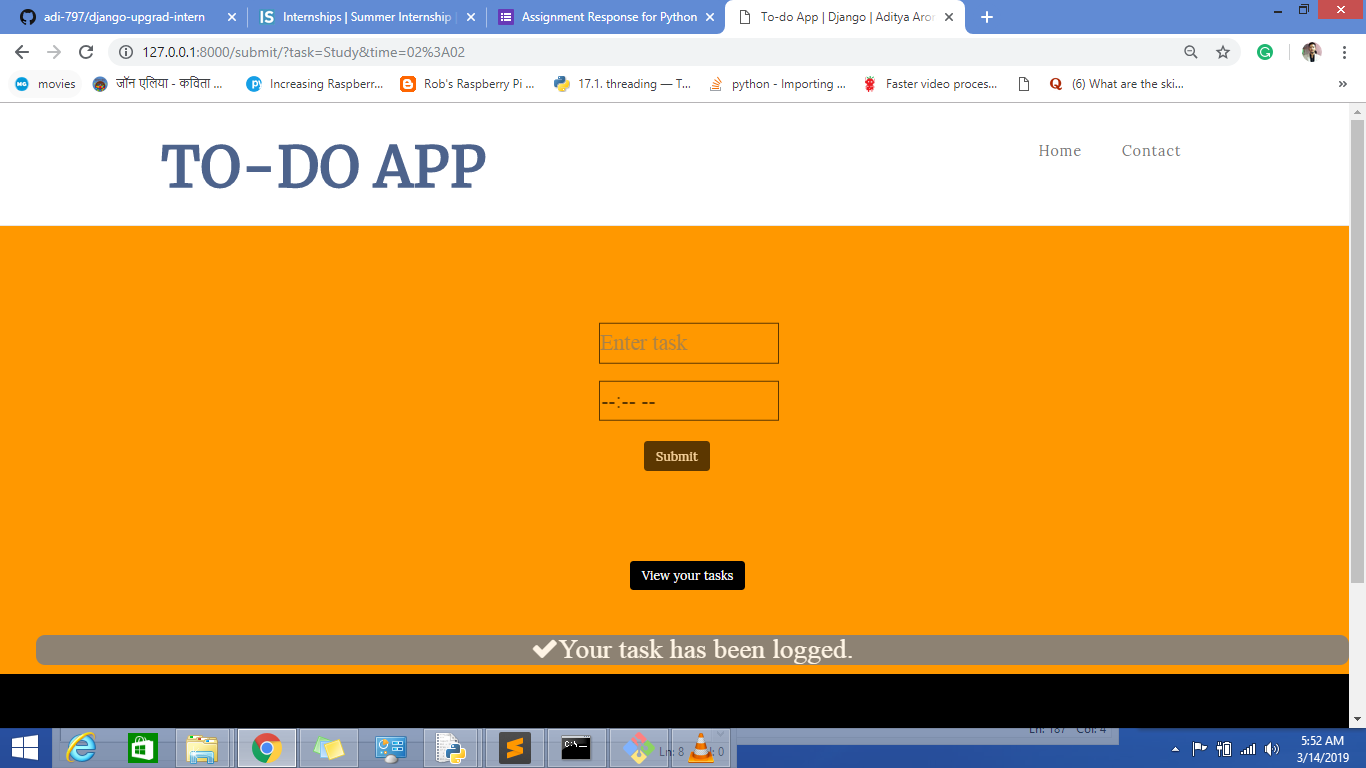 adi-797/django-upgrad-intern
Internships | Summer Internship |
Assignment Response for Python
To-do App | Django | Aditya Aror
127.0.0.1:8000/submit/?task=Study&time=02%3A02
movies
जॉन एलिया - कविता ...
Increasing Raspberr...
Rob's Raspberry Pi ...
17.1. threading — T...
python - Importing ...
Faster video proces...
(6) What are the ski...
»
TO-DO APP
Home
Contact
Enter task
--:-- --
Submit
View your tasks
Your task has been logged.
Ln: 8
: 0
Ln: 187 Col: 4
5:52 AM
3/14/2019